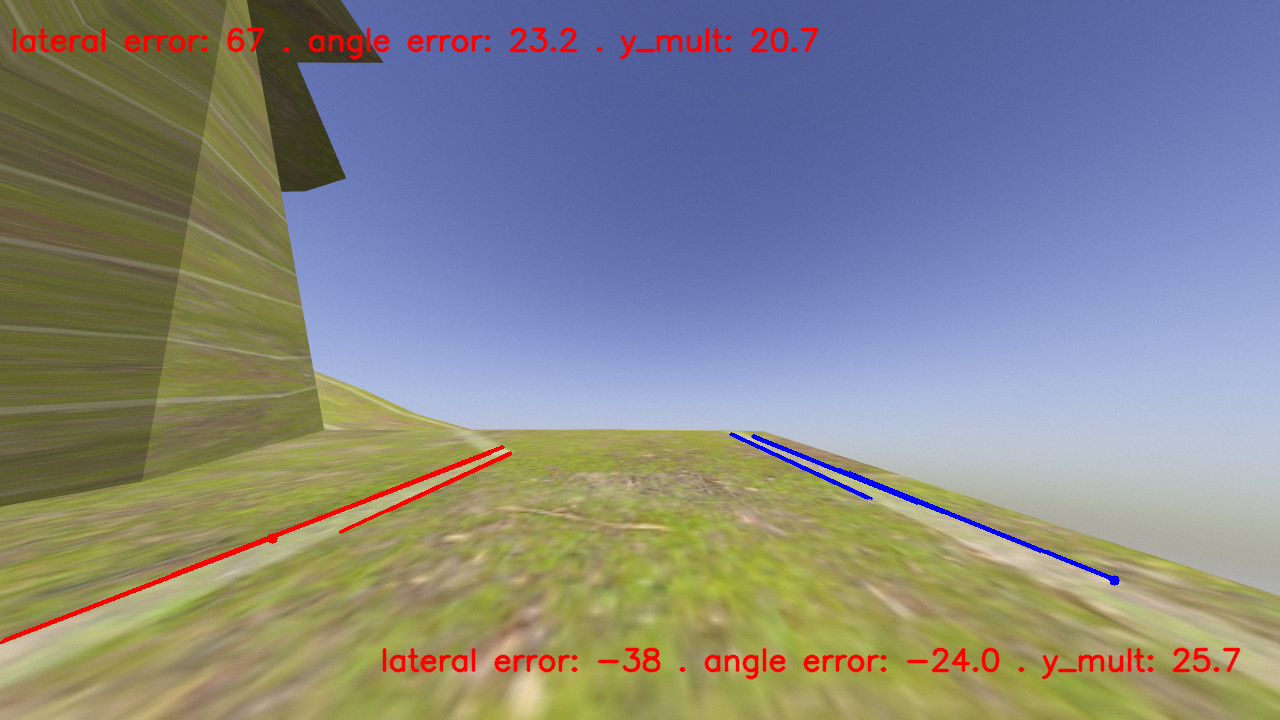 lateral error: 67 . angle error: 23.2 . y_mult: 20.7
lateral error: -38 . angle error: -24.0 . y_mult: 25.7